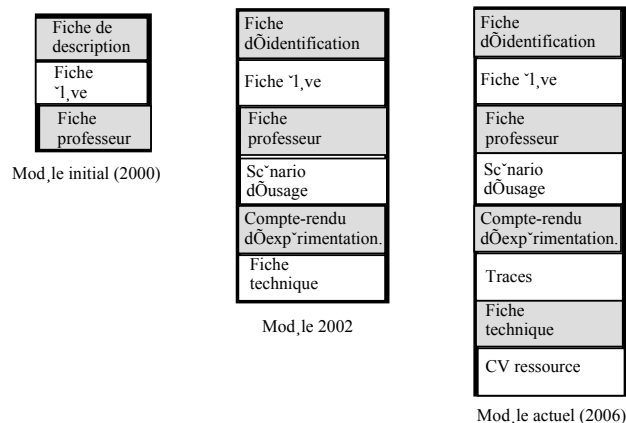 Fiche de
description
Fiche
ˇl¸ve
Fiche
professeur
Mod¸le initial (2000)
Fiche
dÕidentification
Fiche ˇl¸ve
Fiche
professeur
Scˇnario
dÕusage
Compte-rendu
dÕexpˇrimentation.
Fiche
technique
Mod¸le 2002
Fiche
dÕidentification
Fiche ˇl¸ve
Fiche
professeur
Scˇnario
dÕusage
Compte-rendu
dÕexpˇrimentation.
Traces
Fiche
technique
CV ressource
Mod¸le actuel (2006)